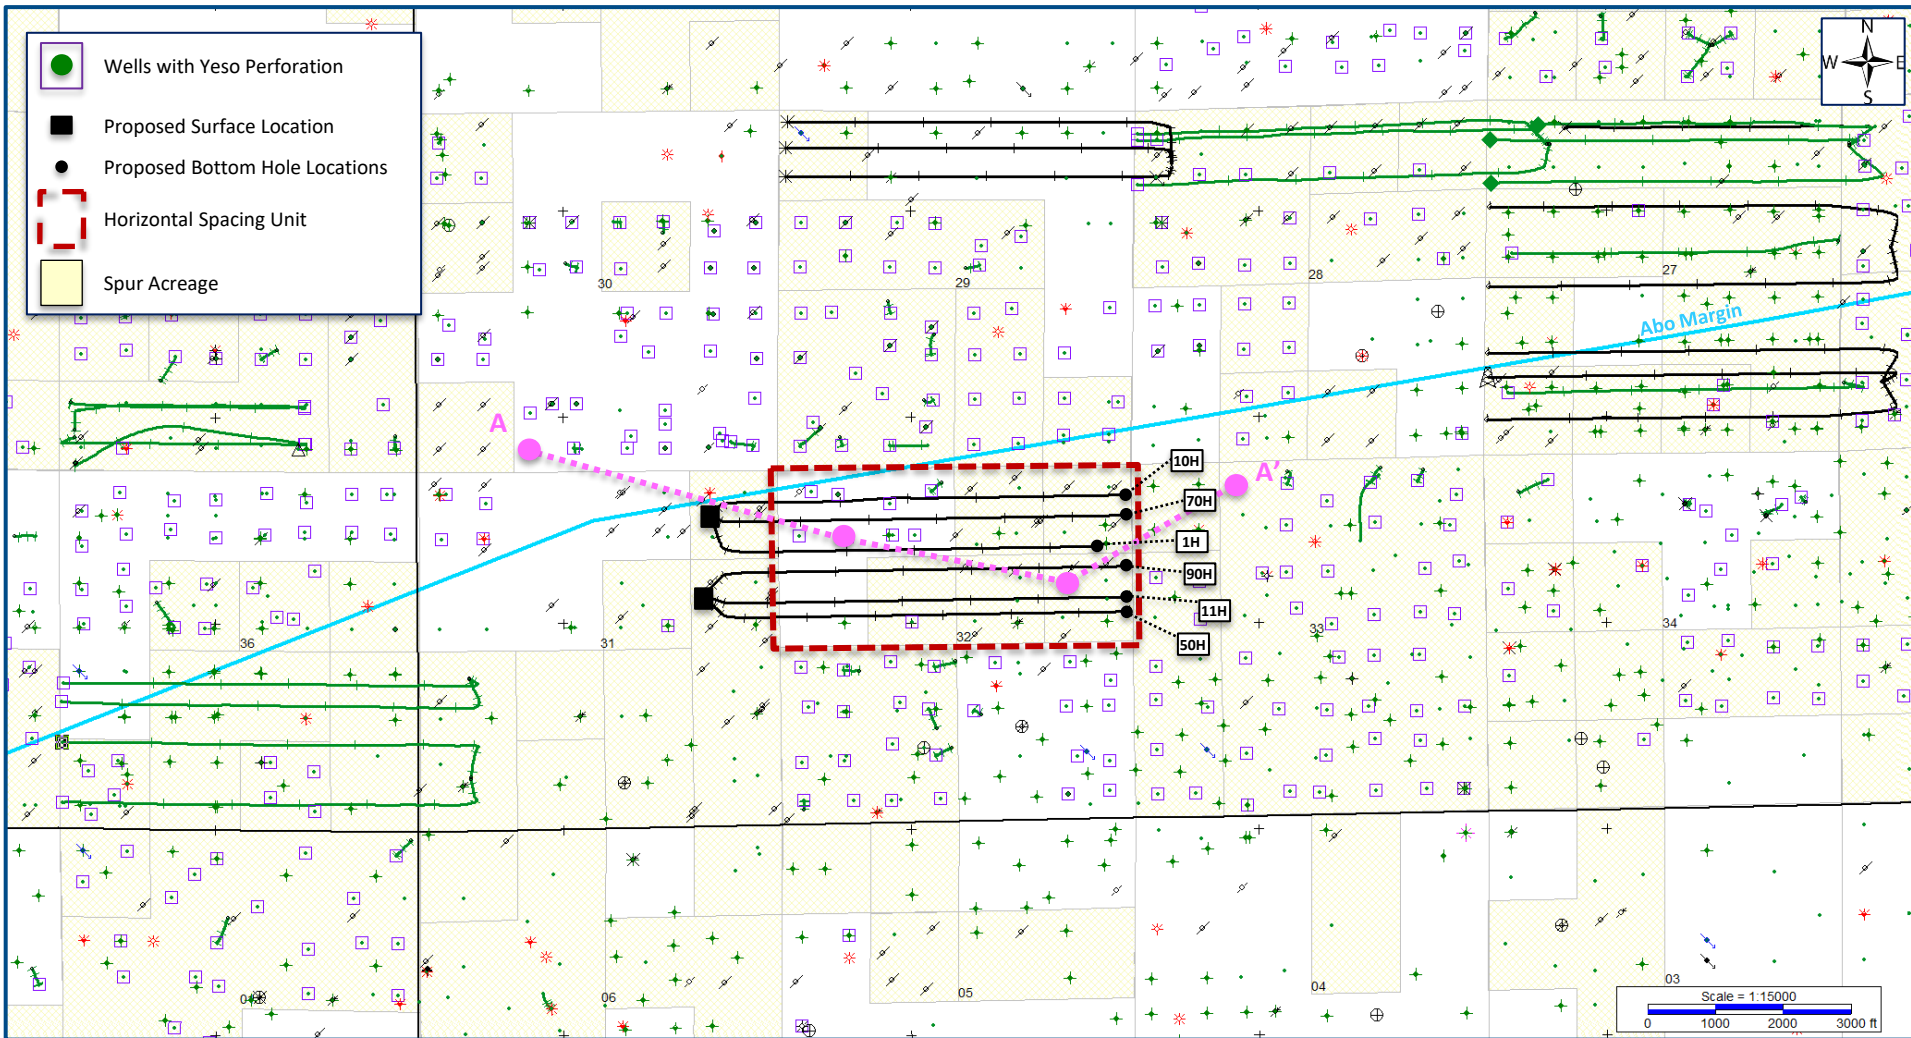 Wells with Yeso Perforation
Proposed Surface Location
Proposed Bottom Hole Locations
Horizontal Spacing Unit
Spur Acreage
N
W E
S
30
29
28
27
Abo Margin
A
A'
10H
70H
1H
90H
11H
50H
36
31
32
33
34
06
05
04
03
Scale = 1:15000
0 1000 2000 3000 ft